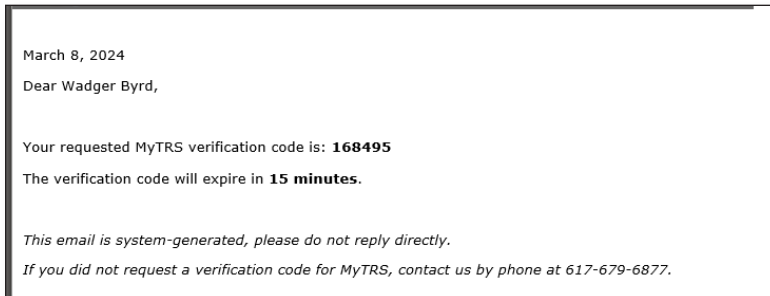 March 8, 2024
Dear Wadger Byrd,
Your requested MyTRS verification code is: 168495
The verification code will expire in 15 minutes.
This email is system-generated, please do not reply directly.
If you did not request a verification code for MyTRS, contact us by phone at 617-679-6877.